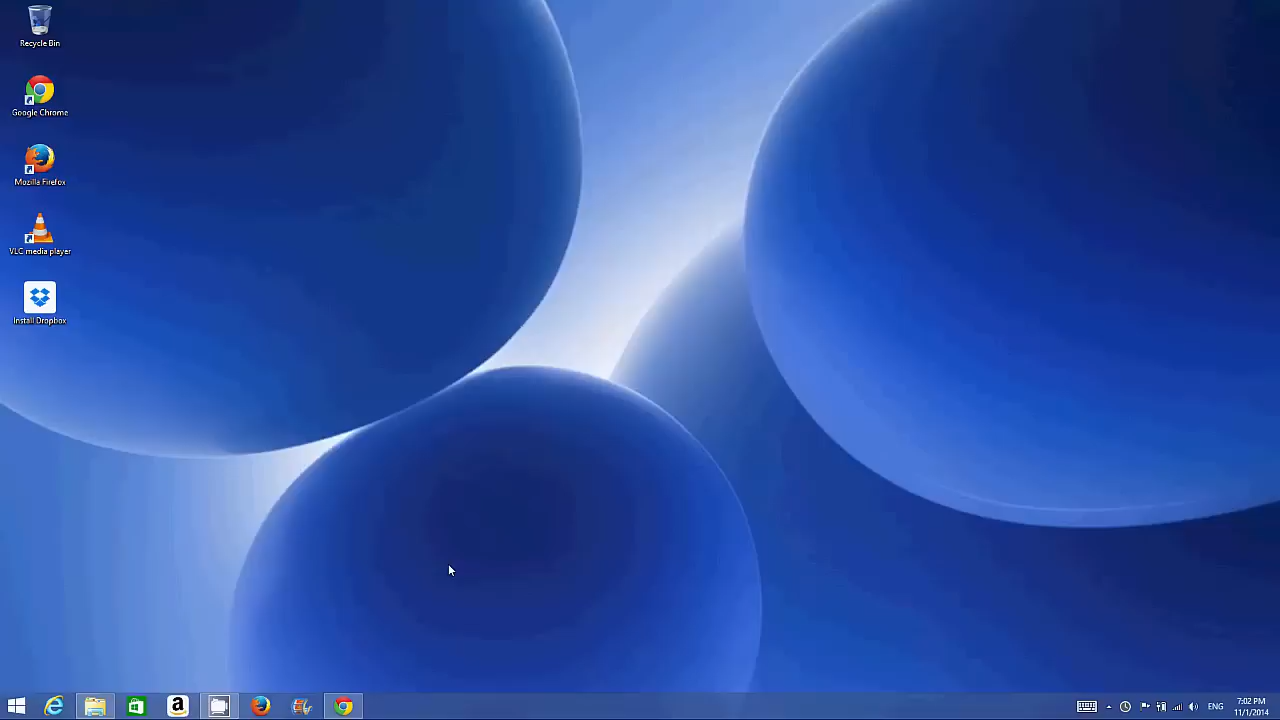 Recycle Bin
Google Chrome
Mozilla Firefox
VLC media player
Install Dropbox
a
ENG
7:02 PM
11/1/2014